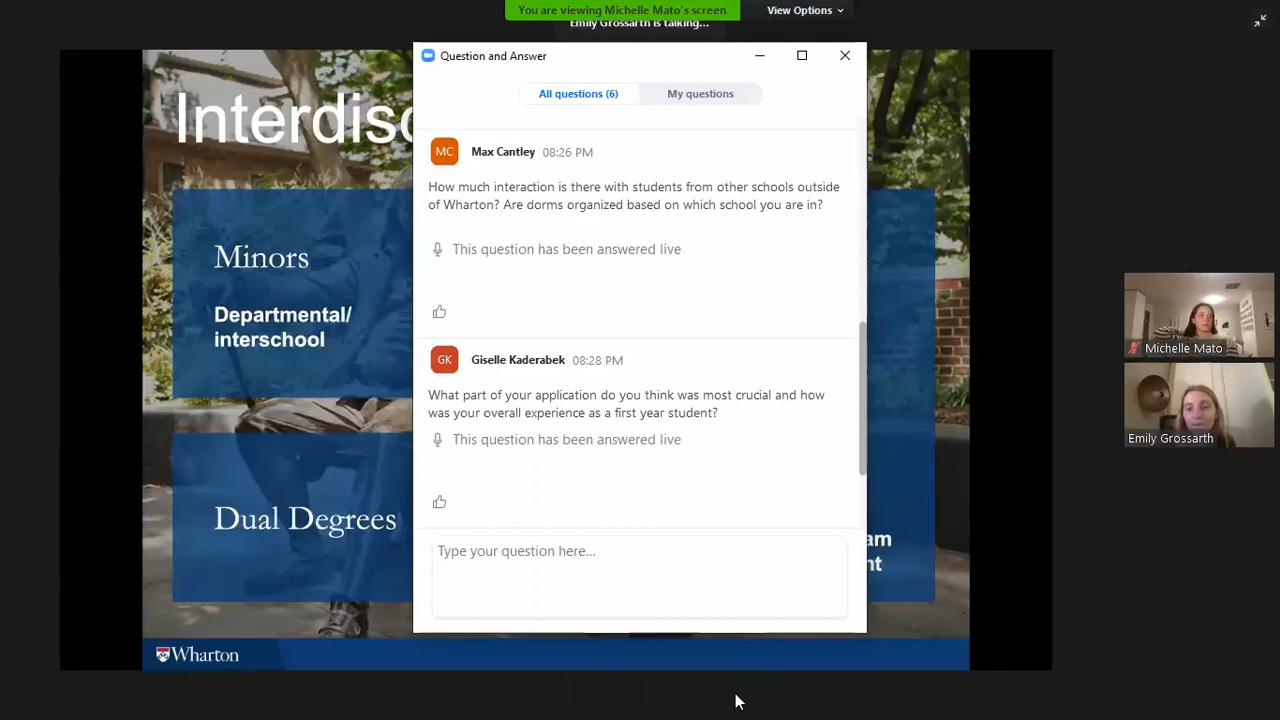 You are viewing Michelle Mato's screen
View Options
Emily Grossarth is talking...
Question and Answer
All questions (6)
My questions
Interdisc
MC
Max Cantley 08:26 PM
How much interaction is there with students from other schools outside
of Wharton? Are dorms organized based on which school you are in?
This question has been answered live
Minors
Departmental/
interschool
GK
Giselle Kaderabek 08:28 PM
What part of your application do you think was most crucial and how
was your overall experience as a first year student?
This question has been answered live
Dual Degrees
am
nt
Type your question here...
Wharton
Michelle Mato
Emily Grossarth